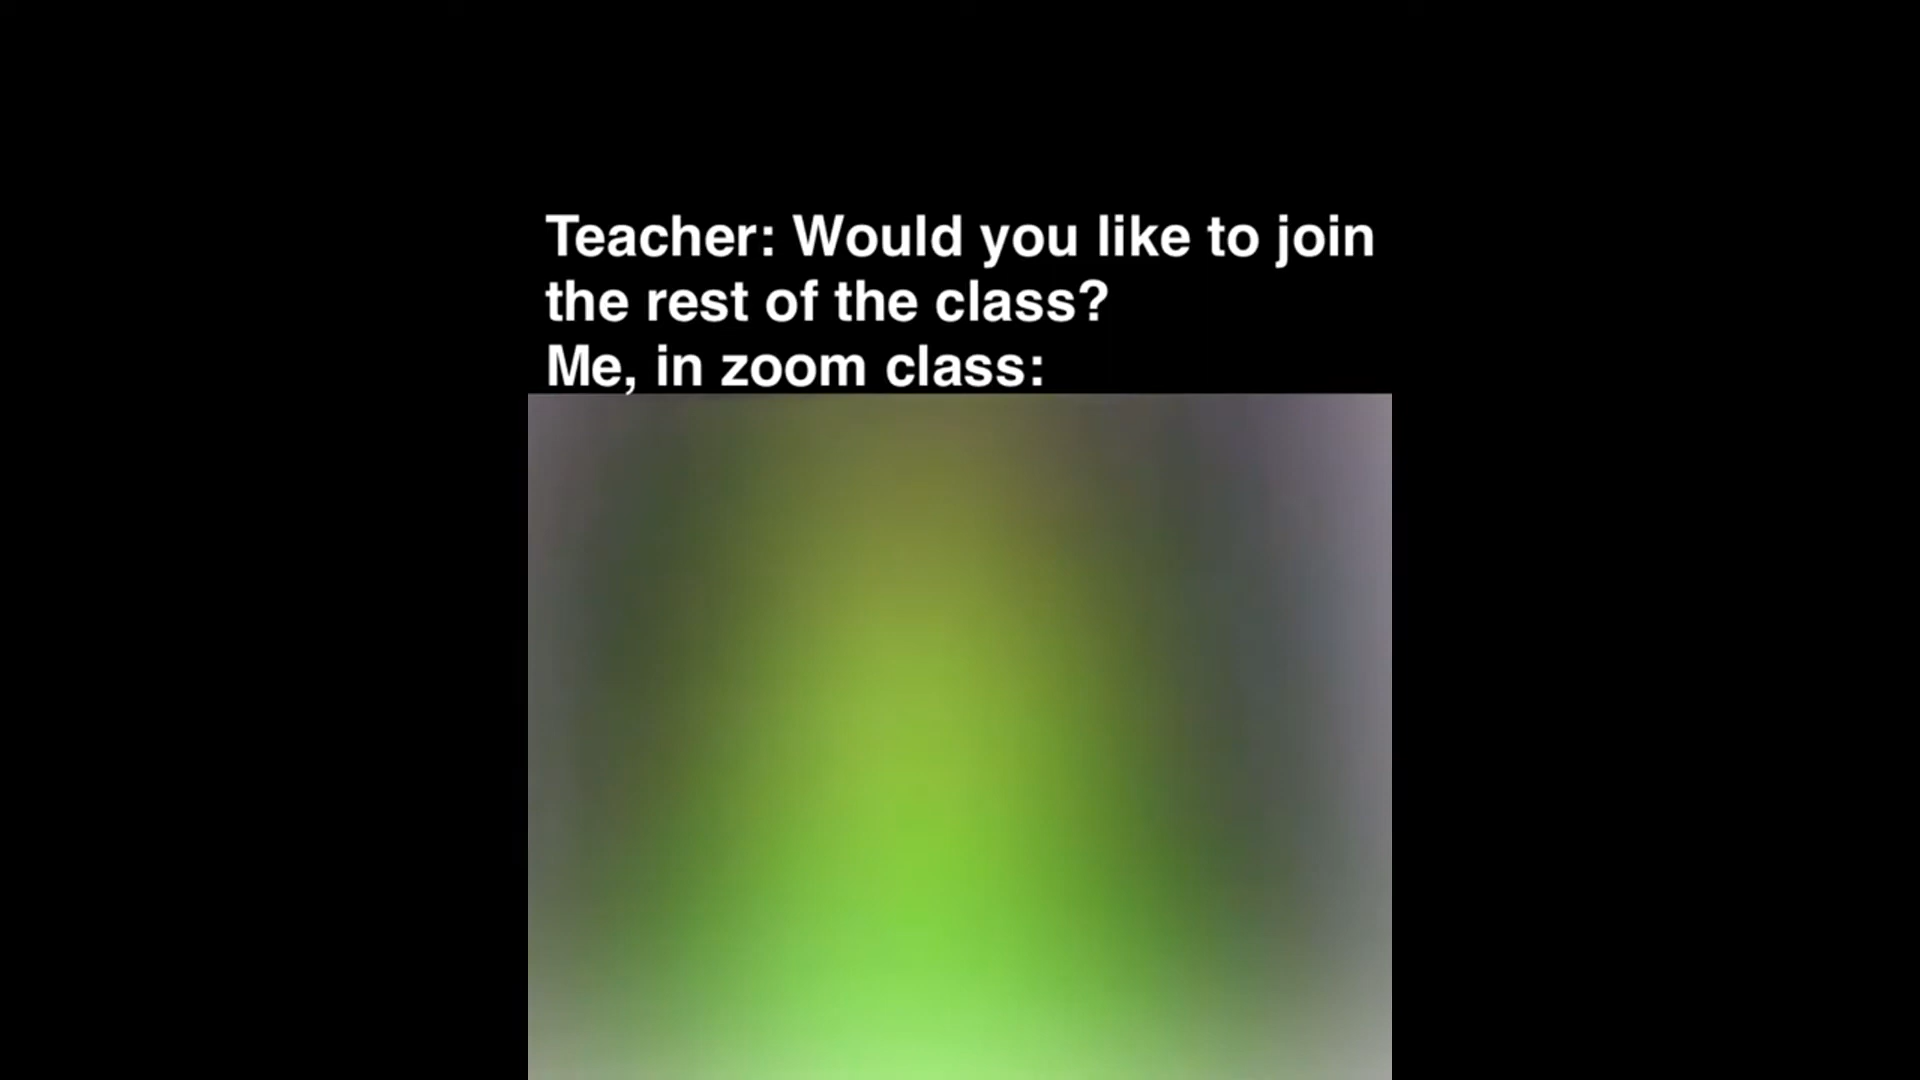 Teacher: Would you like to join
the rest of the class?
Me, in zoom class: